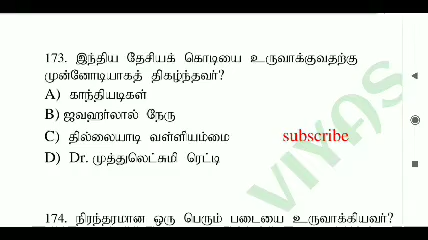 173. இந்திய தேசியக் கொடியை உருவாக்குவதற்கு
முன்னோடியாகத் திகழ்ந்தவர்?
A) காந்தியடிகள்
B) ஜவஹர்லால் நேரு
C) தில்லையாடி வள்ளியம்மை
subscribe
D) Dr. முத்துலெட்சுமி ரெட்டி
VIYAS
174. நிரந்தரமான ஒரு பெரும் படையை உருவாக்கியவர்?